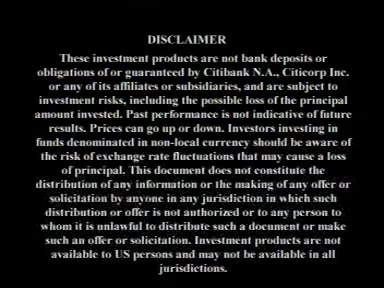 DISCLAIMER
These investment products are not bank deposits or
obligations of or guaranteed by Citibank N.A., Citicorp Inc.
or any of its affiliates or subsidiaries, and are subject to
investment risks, including the possible loss of the principal
amount invested. Past performance is not indicative of future
results. Prices can go up or down. Investors investing in
funds denominated in non-local currency should be aware of
the risk of exchange rate fluctuations that may cause a loss
of principal. This document does not constitute the
distribution of any information or the making of any offer or
solicitation by anyone in any jurisdiction in which such
distribution or offer is not authorized or to any person to
whom it is unlawful to distribute such a document or make
such an offer or solicitation. Investment products are not
available to US persons and may not be available in all
jurisdictions.